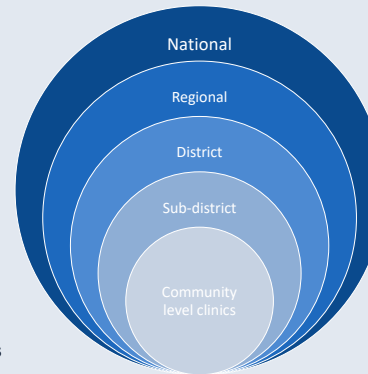 National
Regional
District
Sub-district
Community
level clinics
s